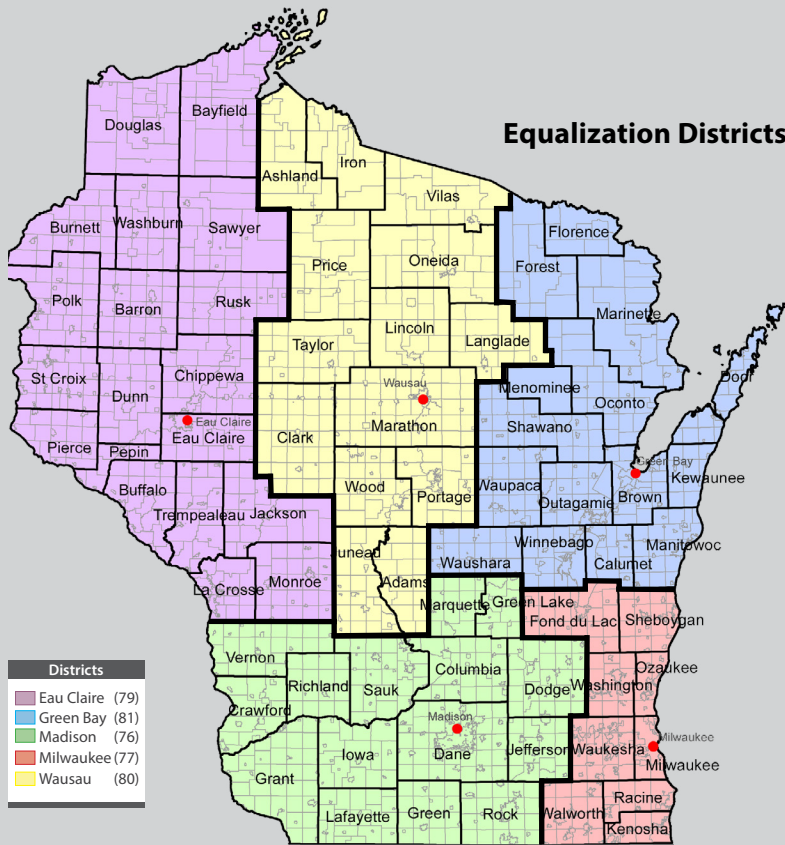 Equalization Districts
Bayfield
Douglas
Iron
Ashland
Vilas
Burnett
Washburn
Sawyer
Florence
Price
Oneida
Forest
Polk
Barron
Rusk
Marinette
Lincoln
Taylor
Langlade
St Croix
Chippewa
Dunn
Wausau
Menominee
Door
Oconto
Eau Claire
Eau Claire
Clark
Marathon
Shawano
Pierce
Pepin
Green Bay
Kewaunee
Buffalo
Wood
Portage
Waupaca
Outagamie
Brown
Trempealeau
Jackson
Juneau
Winnebago
Manitowoc
Waushara
Calumet
La Crosse
Monroe
Adams
Marquette
Green Lake
Fond du Lac
Sheboygan
Vernon
Richland
Sauk
Columbia
Dodge
Washington
Ozaukee
Crawford
Madison
Iowa
Dane
Jefferson
Waukesha
Milwaukee
Milwaukee
Grant
Lafayette
Green
Rock
Walworth
Racine
Kenosha
Districts
Eau Claire (79)
Green Bay (81)
Madison (76)
Milwaukee (77)
Wausau (80)